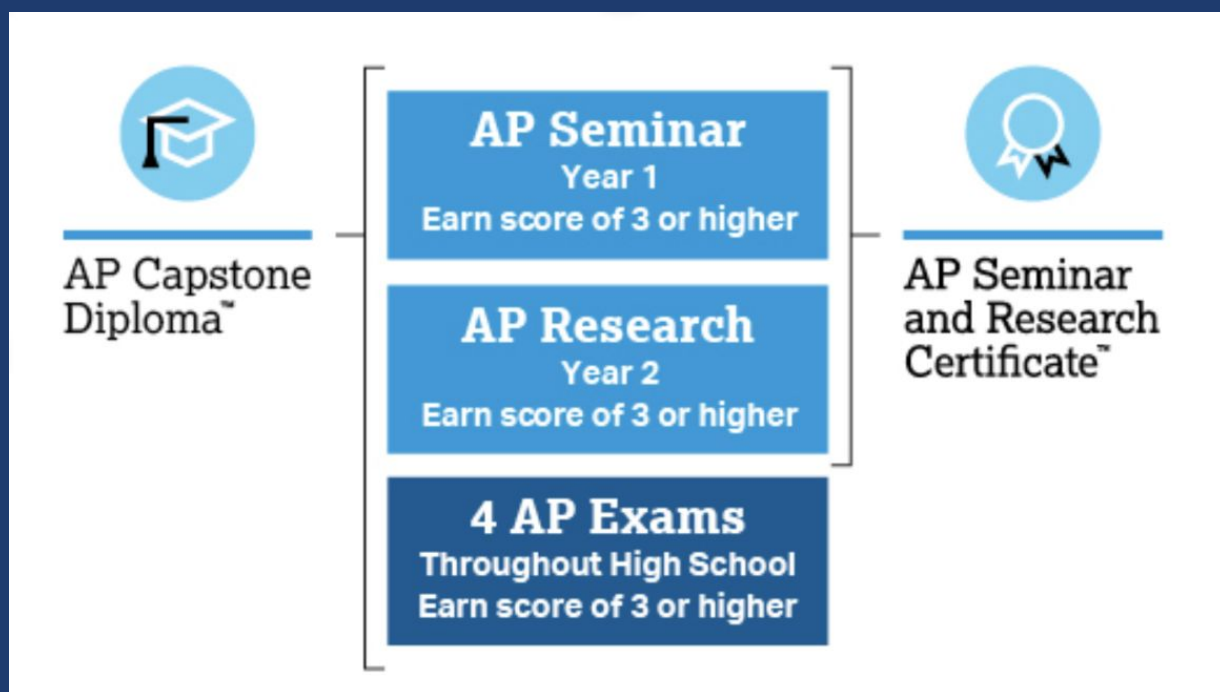 AP Capstone
Diploma™
AP Seminar
Year 1
Earn score of 3 or higher
AP Research
Year 2
Earn score of 3 or higher
4 AP Exams
Throughout High School
Earn score of 3 or higher
AP Seminar
and Research
Certificate™